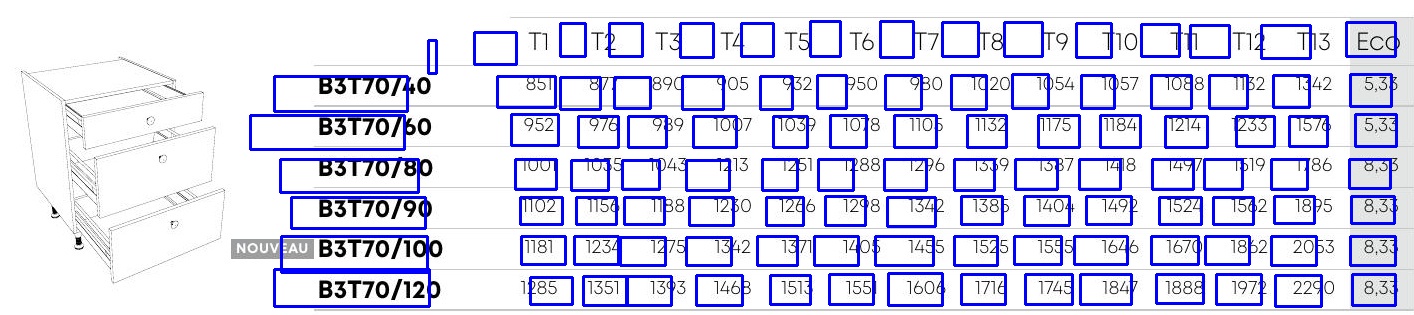 T1 T2 T3 T4 T5 T6 T7 T8 T9 T10 T11 T12 T13 Eco
B3T70/40 851 877 890 905 932 950 980 1020 1054 1057 1088 1132 1342 5,33
B3T70/60 952 976 989 1007 1039 1078 1105 1132 1175 1184 1214 1233 1576 5,33
B3T70/80 1001 1035 1043 1213 1251 1288 1296 1339 1387 1418 1497 1519 1786 8,33
B3T70/90 1102 1156 1188 1230 1266 1298 1342 1385 1404 1492 1524 1562 1895 8,33
NOUVEAU B3T70/100 1181 1234 1275 1342 1371 1405 1455 1525 1555 1646 1670 1862 2053 8,33
B3T70/120 1285 1351 1393 1468 1513 1551 1606 1716 1745 1847 1888 1972 2290 8,33